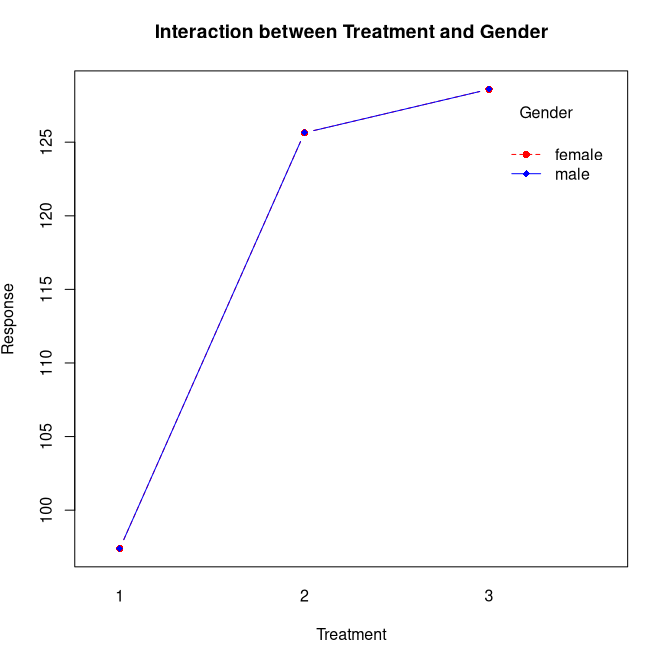 Interaction between Treatment and Gender
Gender
female
male
Response
125
120
115
110
105
100
1 2 3
Treatment